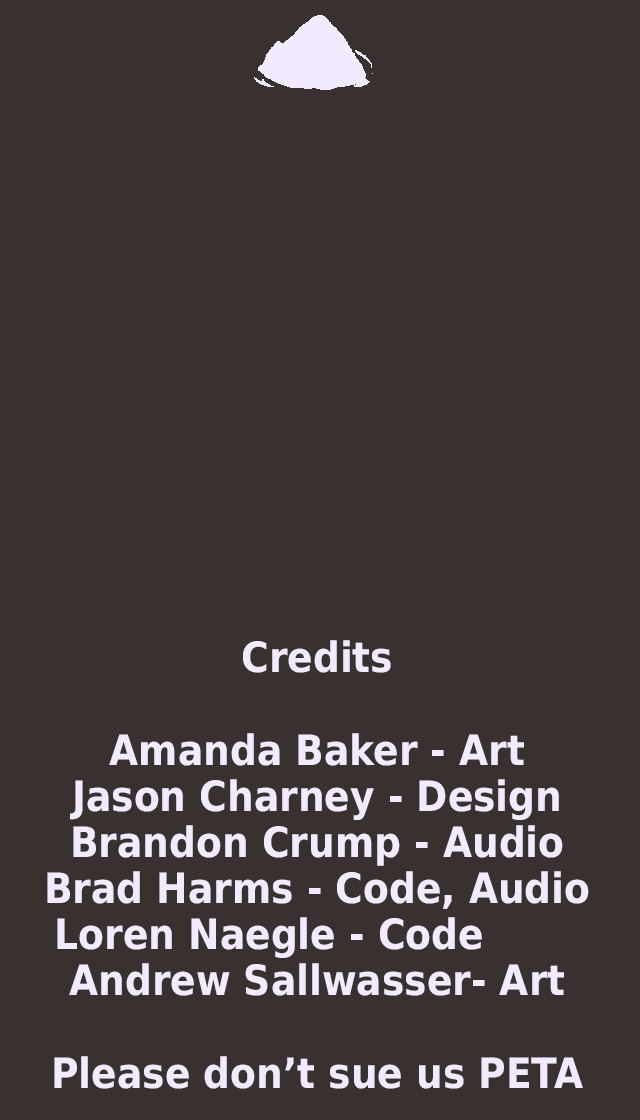 Credits
Amanda Baker - Art
Jason Charney - Design
Brandon Crump - Audio
Brad Harms - Code, Audio
Loren Naegle - Code
Andrew Sallwasser- Art
Please don’t sue us PETA